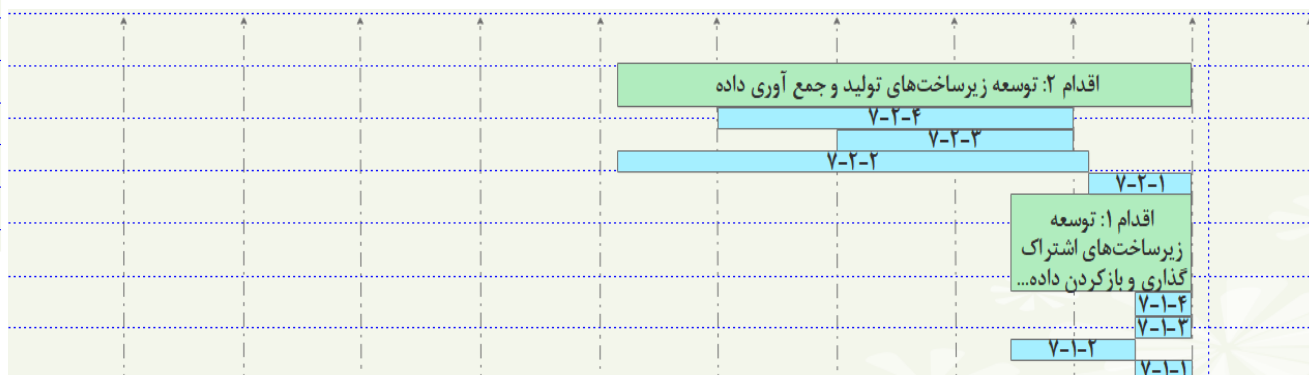 اقدام ۲: توسعه زیرساخت‌های تولید و جمع آوری داده
۷-۲-۴
۷-۲-۳
۷-۲-۲
۷-۲-۱
اقدام ۱: توسعه
زیرساخت‌های اشتراک
گذاری و بازکردن داده...
۷-۱-۴
۷-۱-۳
۷-۱-۲
۷-۱-۱